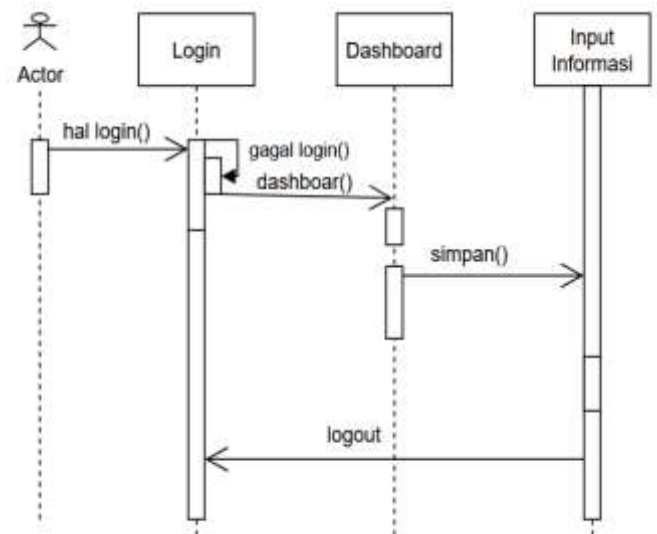 Actor
Login
Dashboard
Input
Informasi
hal login()
gagal login()
dashboar()
simpan()
logout